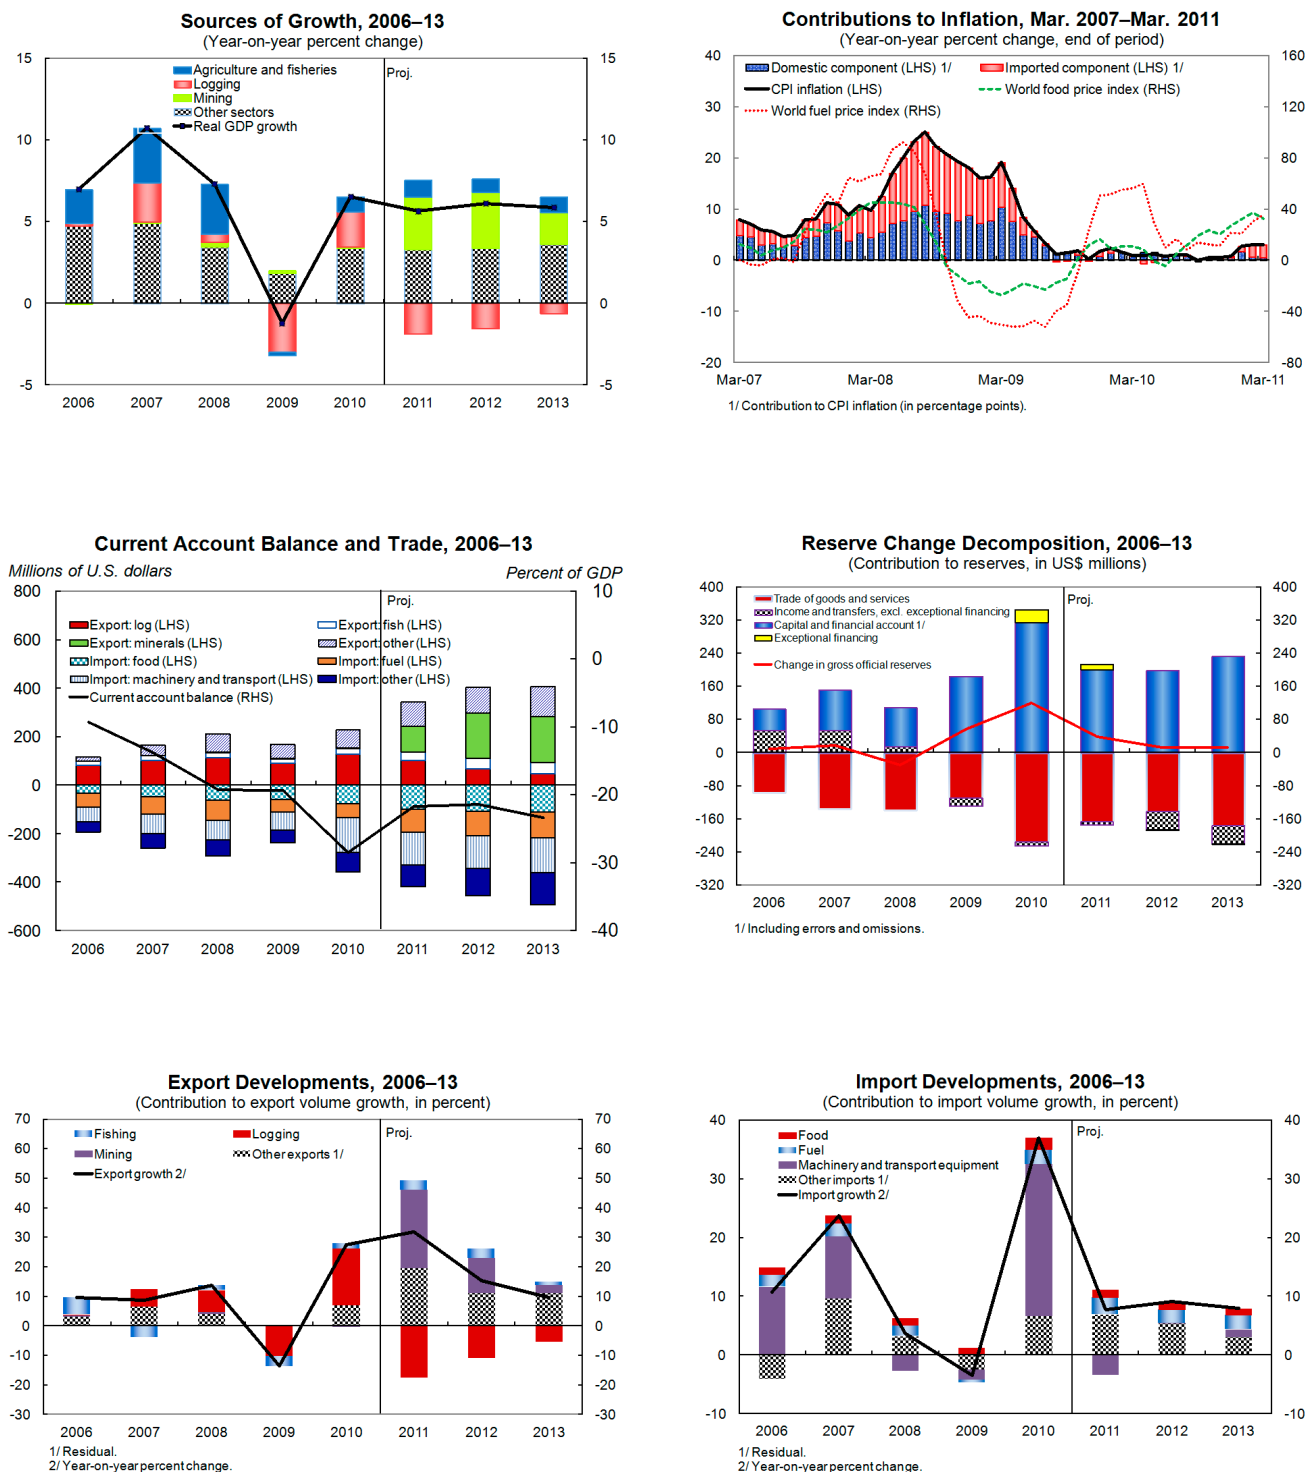 Sources of Growth, 2006–13
(Year-on-year percent change)
15
15
Agriculture and fisheries
Proj.
Logging
Mining
Other sectors
Real GDP growth
10
10
5
5
0
0
-5
-5
2006 2007 2008 2009 2010 2011 2012 2013
Contributions to Inflation, Mar. 2007–Mar. 2011
(Year-on-year percent change, end of period)
40
160
Domestic component (LHS) 1/ Imported component (LHS) 1/
CPI inflation (LHS) World food price index (RHS)
World fuel price index (RHS)
30
120
20
80
10
40
0
0
-10
-40
-20
-80
Mar-07 Mar-08 Mar-09 Mar-10 Mar-11
1/ Contribution to CPI inflation (in percentage points).
Current Account Balance and Trade, 2006–13
Millions of U.S. dollars Percent of GDP
800
10
Proj.
Export: log (LHS) Export: fish (LHS)
Export: minerals (LHS) Export: other (LHS)
Import: food (LHS) Import: fuel (LHS)
Import: machinery and transport (LHS) Import: other (LHS)
Current account balance (RHS)
600
400
200
0
-200
-400
-600
0
-10
-20
-30
-40
2006 2007 2008 2009 2010 2011 2012 2013
Reserve Change Decomposition, 2006–13
(Contribution to reserves, in US$ millions)
400
400
Trade of goods and services
Proj.
Income and transfers, excl. exceptional financing
Capital and financial account 1/
Exceptional financing
Change in gross official reserves
320
320
240
240
160
160
80
80
0
0
-80
-80
-160
-160
-240
-240
-320
-320
2006 2007 2008 2009 2010 2011 2012 2013
1/ Including errors and omissions.
Export Developments, 2006–13
(Contribution to export volume growth, in percent)
70
70
Fishing Logging Proj.
Mining Other exports 1/
Export growth 2/
60
60
50
50
40
40
30
30
20
20
10
10
0
0
-10
-10
-20
-20
-30
-30
2006 2007 2008 2009 2010 2011 2012 2013
1/ Residual.
2/ Year-on-year percent change.
Import Developments, 2006–13
(Contribution to import volume growth, in percent)
40
40
Food Proj.
Fuel
Machinery and transport equipment
Other imports 1/
Import growth 2/
30
30
20
20
10
10
0
0
-10
-10
2006 2007 2008 2009 2010 2011 2012 2013
1/ Residual.
2/ Year-on-year percent change.